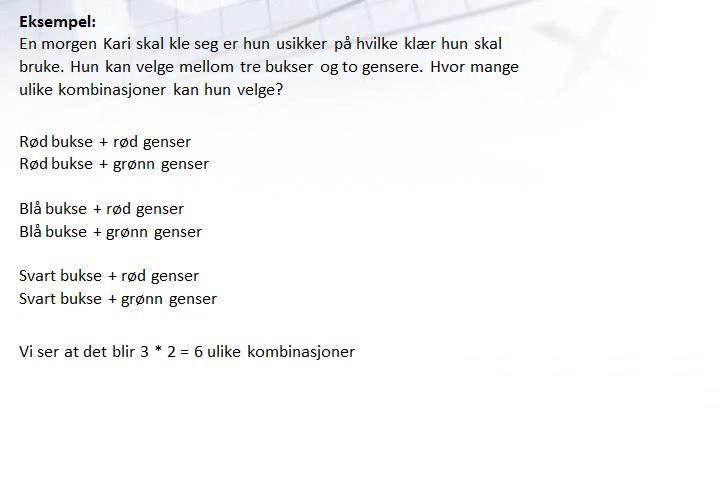 Eksempel:
En morgen Kari skal kle seg er hun usikker på hvilke klær hun skal
bruke. Hun kan velge mellom tre bukser og to gensere. Hvor mange
ulike kombinasjoner kan hun velge?
Rød bukse + rød genser
Rød bukse + grønn genser
Blå bukse + rød genser
Blå bukse + grønn genser
Svart bukse + rød genser
Svart bukse + grønn genser
Vi ser at det blir 3 * 2 = 6 ulike kombinasjoner